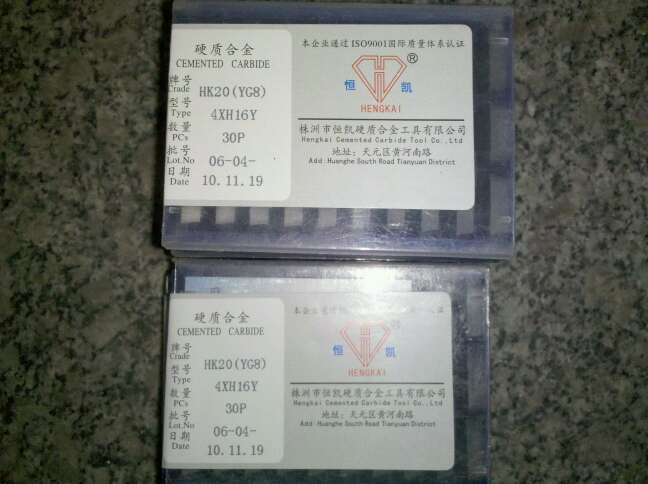 硬质合金
CEMENTED CARBIDE
牌号 HK20(YG8)
Crade
型号 4XH16Y
Type
数量 30P
PCs
批号 06-04-
Lot.No
日期 10.11.19
Date
本企业通过ISO9001国际质量体系认证
恒 凯 ®
HENGKAI
株洲市恒凯硬质合金工具有限公司
Hengkai Cemented Carbide Tool Co.,Ltd
地址：天元区黄河南路
Add:Huanghe South Road Tianyuan District
硬质合金
CEMENTED CARBIDE
牌号 HK20(YG8)
Crade
型号 4XH16Y
Type
数量 30P
PCs
批号 06-04-
Lot.No
日期 10.11.19
Date
本企业通
认证
恒 凯
HENGKAI
株洲市恒凯硬质合金工具有限公司
Hengkai Cemented Carbide Tool Co.,Ltd
地址：天元区黄河南路
Add:Huanghe South Road Tianyuan District